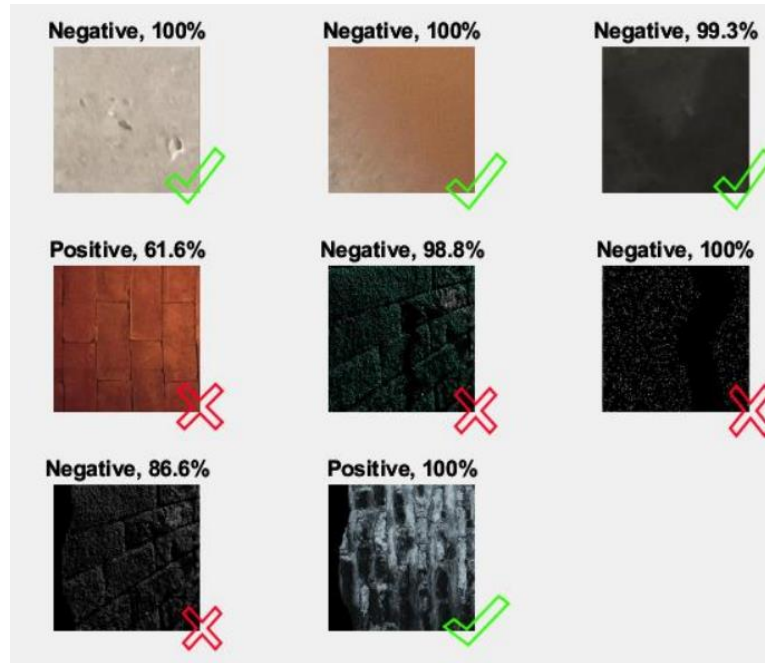 Negative, 100%
Negative, 100%
Negative, 99.3%
Positive, 61.6%
Negative, 98.8%
Negative, 100%
Negative, 86.6%
Positive, 100%